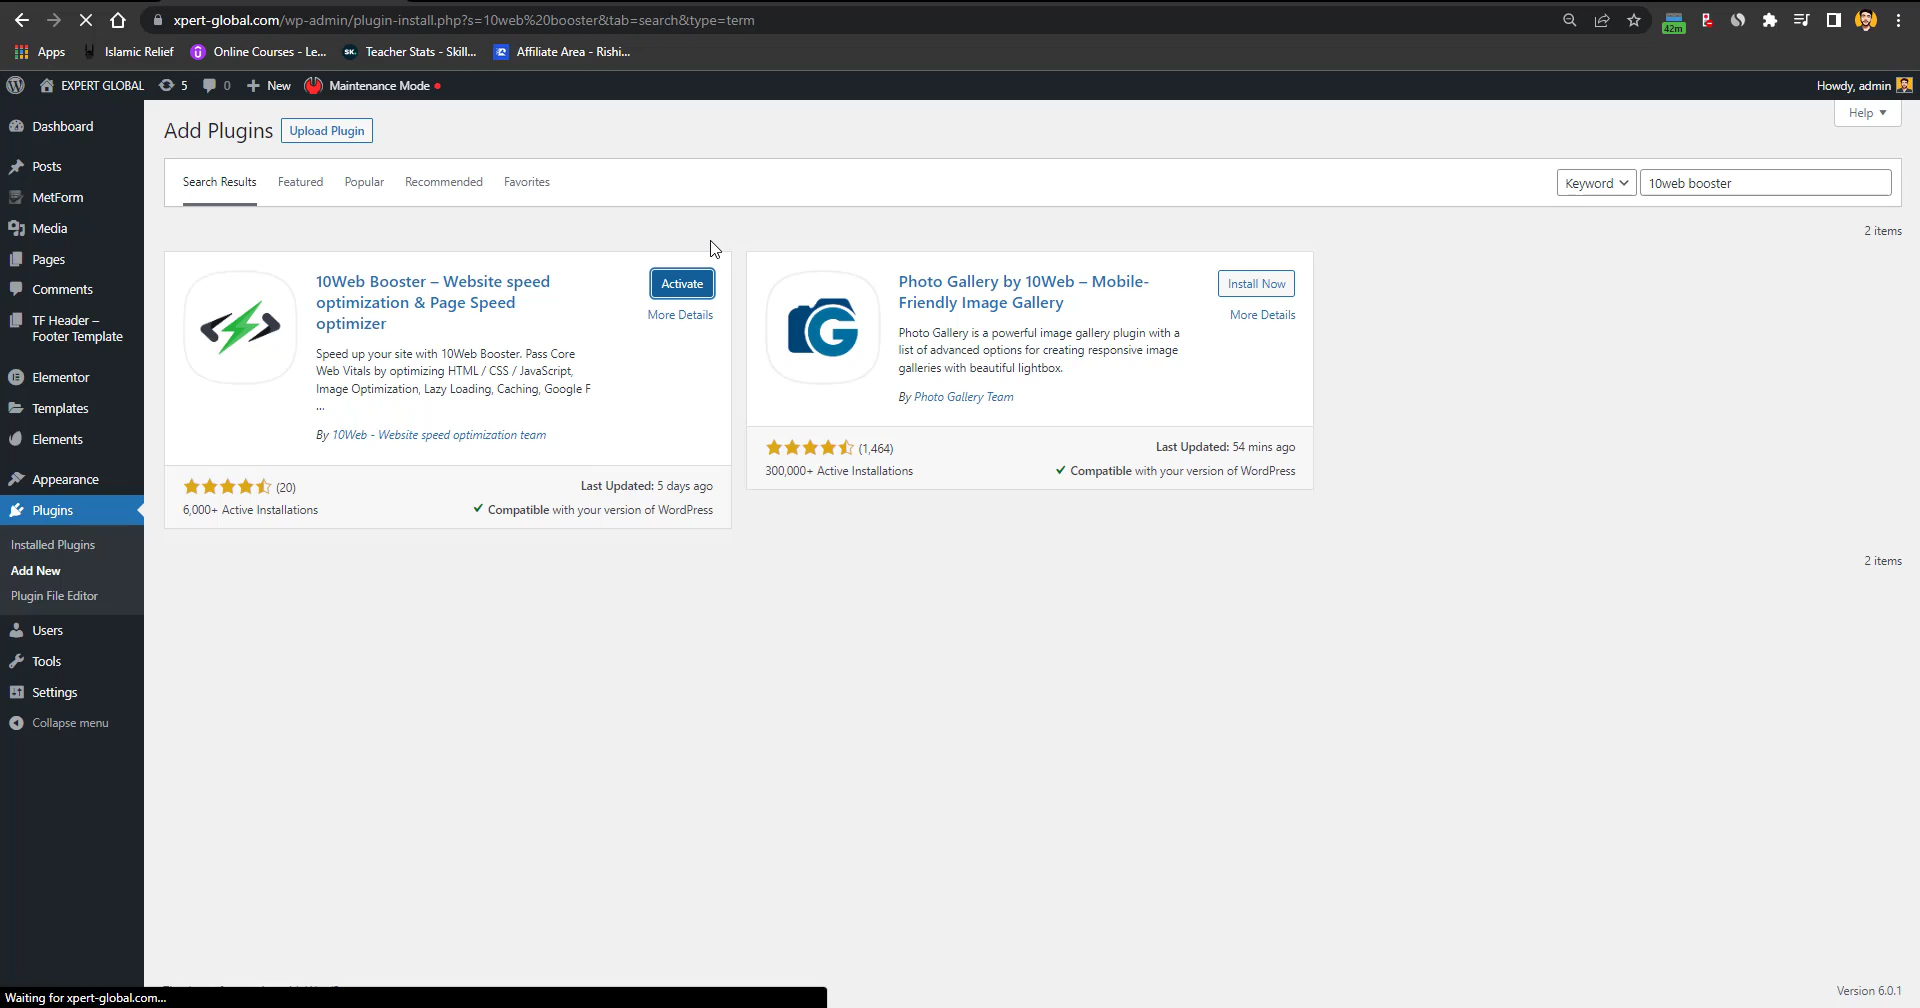 xpert-global.com/wp-admin/plugin-install.php?s=10web%20booster&tab=search&type=term
42m
Apps
Islamic Relief
Online Courses - Le...
SK.
Teacher Stats - Skill...
Affiliate Area - Rishi...
EXPERT GLOBAL
5
0
New
Maintenance Mode
Howdy, admin
Dashboard
Posts
MetForm
Media
Pages
Comments
TF Header –
Footer Template
Elementor
Templates
Elements
Appearance
Plugins
Installed Plugins
Add New
Plugin File Editor
Users
Tools
Settings
Collapse menu
Add Plugins
Upload Plugin
Help
Search Results
Featured
Popular
Recommended
Favorites
Keyword
10web booster
2 items
10Web Booster – Website speed
optimization & Page Speed
optimizer
Activate
More Details
Speed up your site with 10Web Booster. Pass Core
Web Vitals by optimizing HTML / CSS / JavaScript,
Image Optimization, Lazy Loading, Caching, Google F
...
By 10Web - Website speed optimization team
(20)
Last Updated: 5 days ago
6,000+ Active Installations
Compatible with your version of WordPress
Photo Gallery by 10Web – Mobile-
Friendly Image Gallery
Install Now
More Details
Photo Gallery is a powerful image gallery plugin with a
list of advanced options for creating responsive image
galleries with beautiful lightbox.
By Photo Gallery Team
(1,464)
Last Updated: 54 mins ago
300,000+ Active Installations
Compatible with your version of WordPress
2 items
Waiting for xpert-global.com...
Version 6.0.1